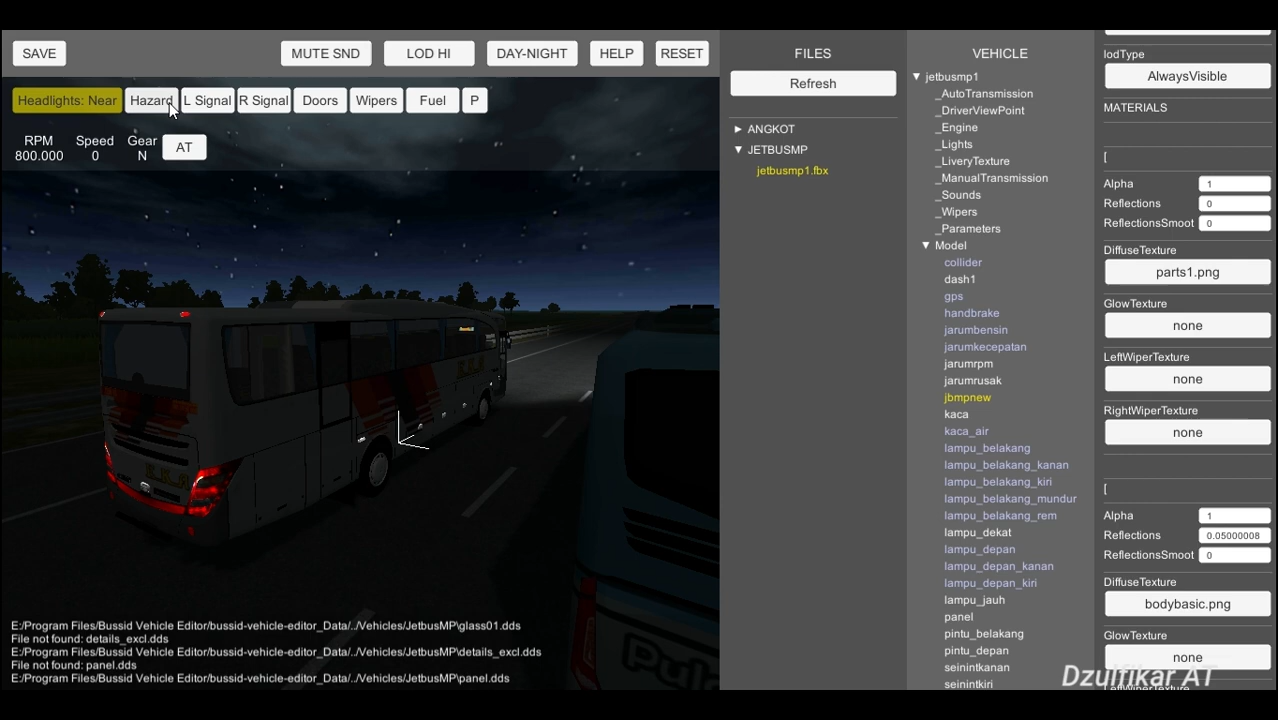 SAVE
MUTE SND
LOD HI
DAY-NIGHT
HELP
RESET
Headlights: Near
Hazard
L Signal
R Signal
Doors
Wipers
Fuel
P
RPM
800.000
Speed
0
Gear
N
AT
E:/Program Files/Bussid Vehicle Editor/bussid-vehicle-editor_Data/../Vehicles/JetbusMP\glass01.dds
File not found: details_excl.dds
E:/Program Files/Bussid Vehicle Editor/bussid-vehicle-editor_Data/../Vehicles/JetbusMP\details_excl.dds
File not found: panel.dds
E:/Program Files/Bussid Vehicle Editor/bussid-vehicle-editor_Data/../Vehicles/JetbusMP\panel.dds
FILES
Refresh
► ANGKOT
▼ JETBUSMP
jetbusmp1.fbx
VEHICLE
▼ jetbusmp1
_AutoTransmission
_DriverViewPoint
_Engine
_Lights
_LiveryTexture
_ManualTransmission
_Sounds
_Wipers
_Parameters
▼ Model
collider
dash1
gps
handbrake
jarumbensin
jarumkecepatan
jarumrpm
jarumrusak
jbmpnew
kaca
kaca_air
lampu_belakang
lampu_belakang_kanan
lampu_belakang_kiri
lampu_belakang_mundur
lampu_belakang_rem
lampu_dekat
lampu_depan
lampu_depan_kanan
lampu_depan_kiri
lampu_jauh
panel
pintu_belakang
pintu_depan
seinintkanan
seinintkiri
lodType
AlwaysVisible
MATERIALS
[
Alpha 1
Reflections 0
ReflectionsSmoot 0
DiffuseTexture
parts1.png
GlowTexture
none
LeftWiperTexture
none
RightWiperTexture
none
[
Alpha 1
Reflections 0.05000008
ReflectionsSmoot 0
DiffuseTexture
bodybasic.png
GlowTexture
none
LeftWiperTexture
Dzulfikar AT